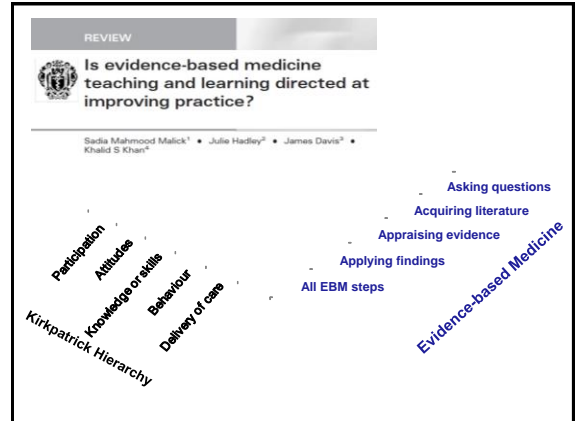 REVIEW
Is evidence-based medicine
teaching and learning directed at
improving practice?
Sadia Mahmood Malick¹ • Julie Hadley² • James Davis³ •
Khalid S Khan⁴
Asking questions
Acquiring literature
Appraising evidence
Applying findings
All EBM steps
Evidence-based Medicine
Participation
Attitudes
Knowledge or skills
Behaviour
Delivery of care
Kirkpatrick Hierarchy